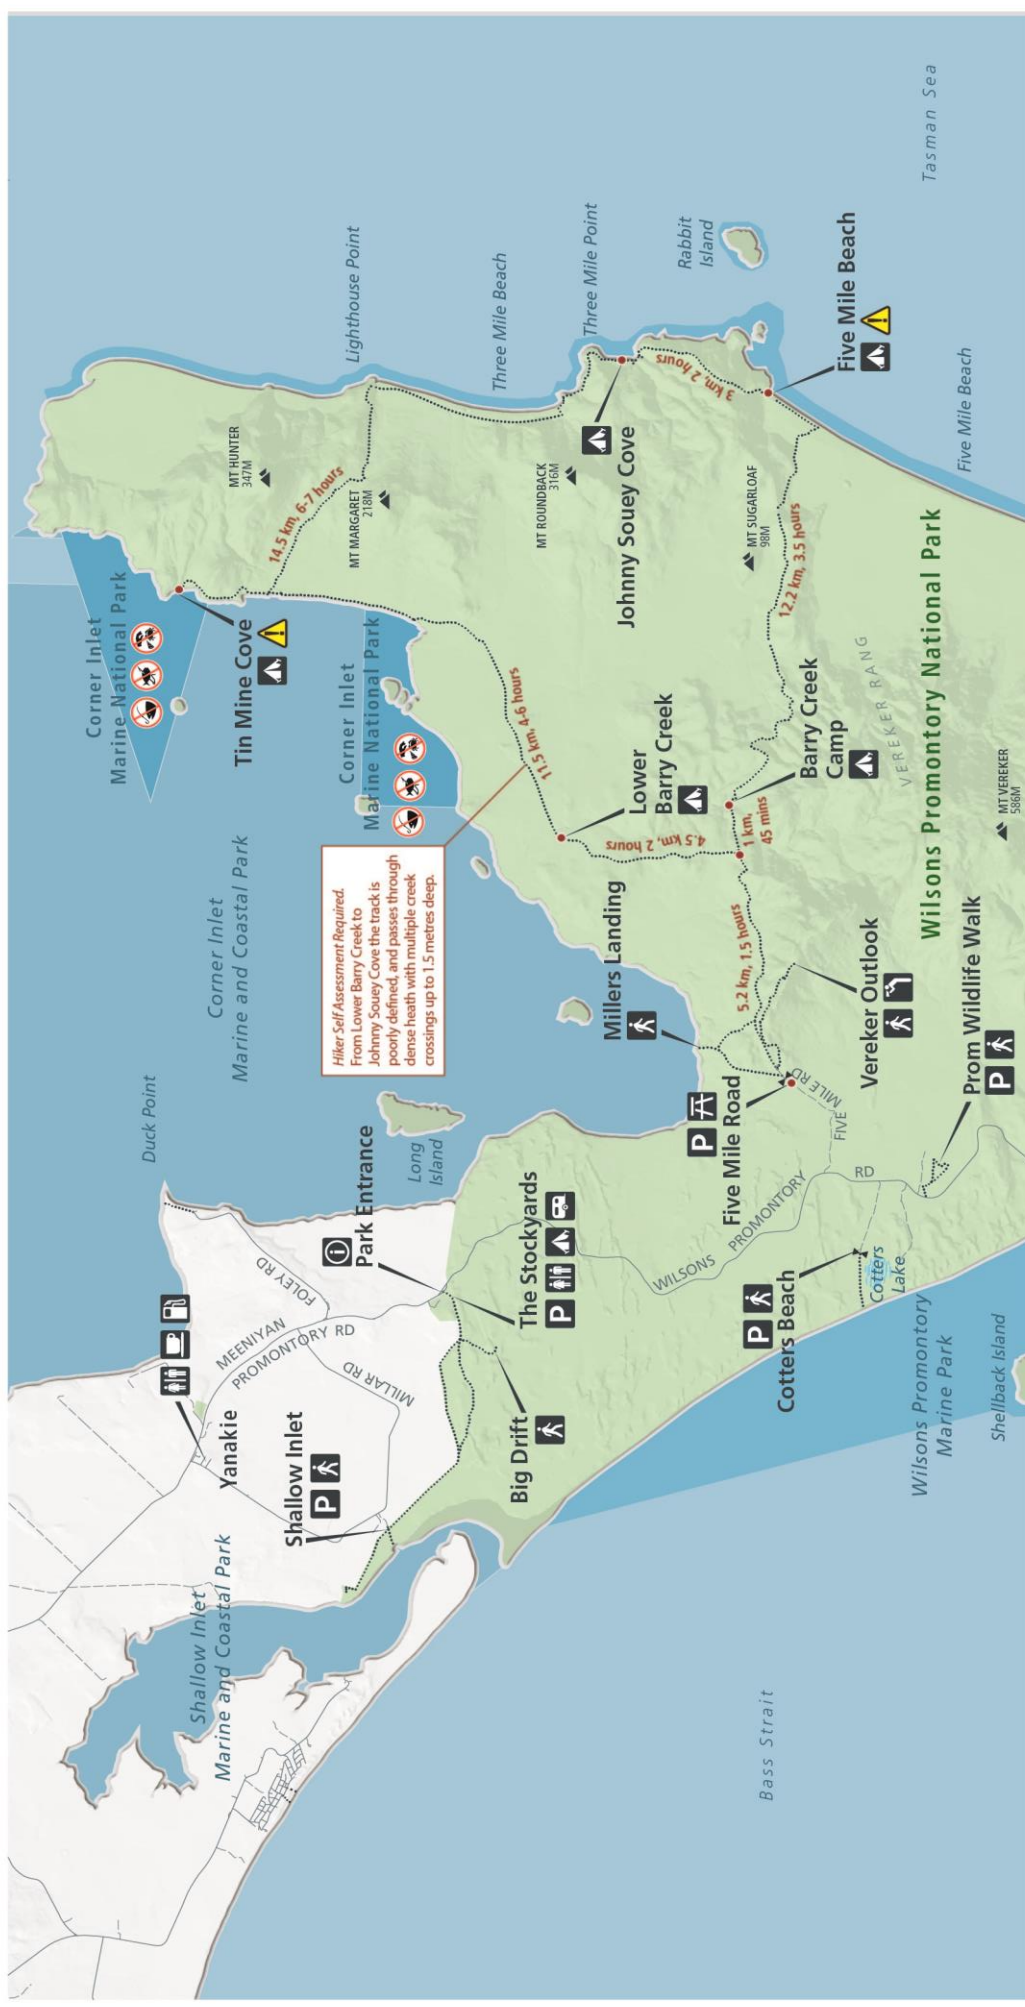 Shallow Inlet
Marine and Coastal Park
Yanakie
Shallow Inlet
P
MEENIYAN
PROMONTORY RD
FOLEY RD
MILLAR RD
Duck Point
Park Entrance
Long
Island
The Stockyards
P
Big Drift
Bass Strait
Corner Inlet
Marine and Coastal Park
Corner Inlet
Marine National Park
Corner Inlet
Marine National Park
Tin Mine Cove
Hiker Self Assessment Required.
From Lower Barry Creek to
Johnny Souey Cove the track is
poorly defined, and passes through
dense heath with multiple creek
crossings up to 1.5 metres deep.
MT HUNTER
347M
14.5 km, 6-7 hours
MT MARGARET
218M
Lighthouse Point
Three Mile Beach
MT ROUNDBACK
316M
Three Mile Point
Johnny Souey Cove
Rabbit
Island
3 km, 2 hours
Five Mile Beach
Five Mile Beach
Tasman Sea
11.5 km, 4-6 hours
Lower
Barry Creek
4.5 km, 2 hours
MT SUGARLOAF
98M
12.2 km, 3.5 hours
1 km,
45 mins
Barry Creek
Camp
5.2 km, 1.5 hours
Millers Landing
P
Five Mile Road
FIVE
MILE RD
Vereker Outlook
VEREKER RANG
MT VEREKER
586M
Wilsons Promontory National Park
Prom Wildlife Walk
P
WILSONS
PROMONTORY
RD
P
Cotters Beach
Cotters
Lake
Wilsons Promontory
Marine Park
Shellback Island